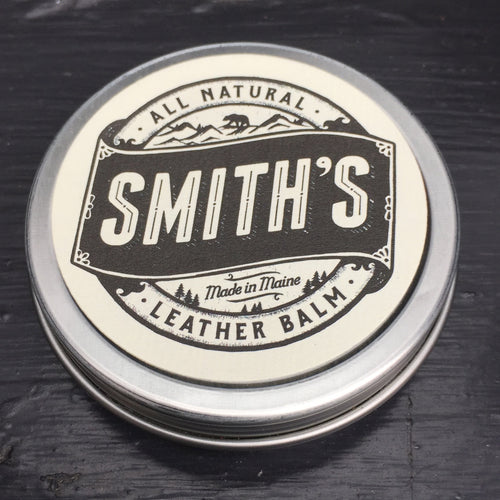 · ALL NATURAL ·
SMITH'S
Made in Maine
· LEATHER BALM ·